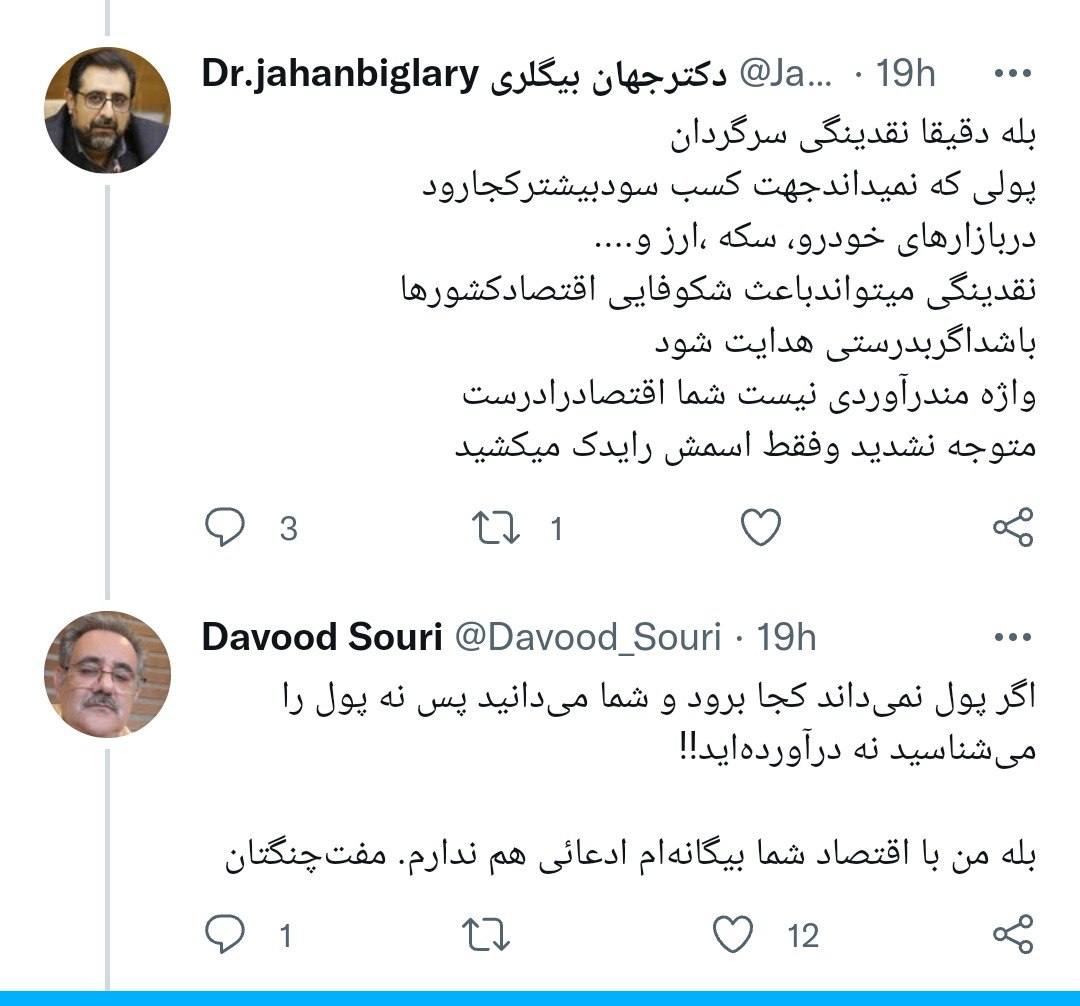 Dr.jahanbiglary دکترجهان بیگلری @Ja... · 19h
بله دقیقا نقدینگی سرگردان
پولی که نمیداندجهت کسب سودبیشترکجارود
دربازارهای خودرو، سکه ،ارز و....
نقدینگی میتواندباعث شکوفایی اقتصادکشورها
باشداگربدرستی هدایت شود
واژه مندرآوردی نیست شما اقتصادرادرست
متوجه نشدید وفقط اسمش رایدک میکشید
3 1
Davood Souri @Davood_Souri · 19h
اگر پول نمی‌داند کجا برود و شما می‌دانید پس نه پول را
می‌شناسید نه درآورده‌اید!!
بله من با اقتصاد شما بیگانه‌ام ادعائی هم ندارم. مفت‌چنگتان
1 12